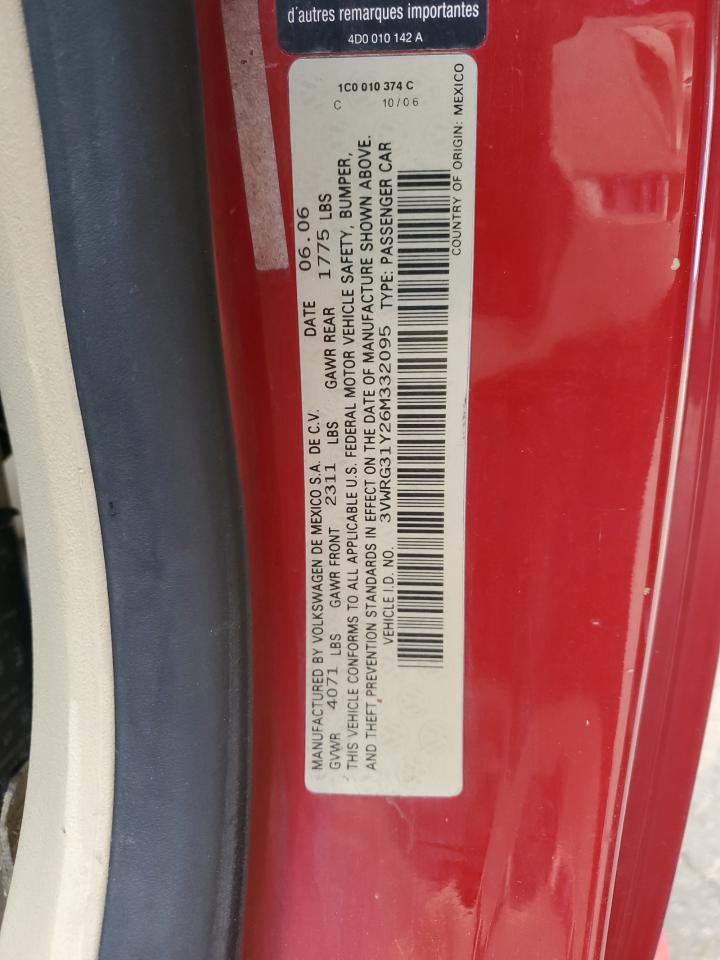 d'autres remarques importantes
4D0 010 142 A
1C0 010 374 C
C 10/06
MANUFACTURED BY VOLKSWAGEN DE MEXICO S.A. DE C.V. DATE 06.06
GVWR 4071 LBS GAWR FRONT 2311 LBS GAWR REAR 1775 LBS
THIS VEHICLE CONFORMS TO ALL APPLICABLE U.S. FEDERAL MOTOR VEHICLE SAFETY, BUMPER,
AND THEFT PREVENTION STANDARDS IN EFFECT ON THE DATE OF MANUFACTURE SHOWN ABOVE.
VEHICLE I.D. NO. 3VWRG31Y26M332095 TYPE: PASSENGER CAR
COUNTRY OF ORIGIN: MEXICO